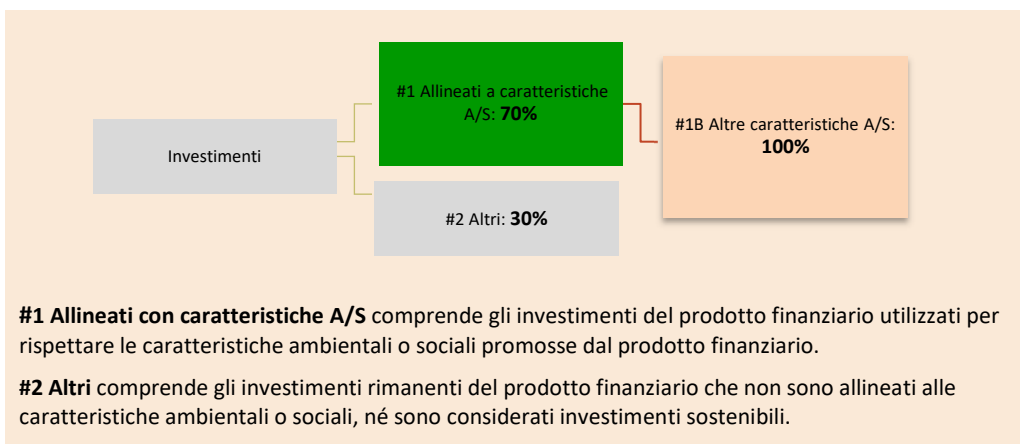 #1 Allineati a caratteristiche
A/S: 70%
#1B Altre caratteristiche A/S:
100%
Investimenti
#2 Altri: 30%
#1 Allineati con caratteristiche A/S comprende gli investimenti del prodotto finanziario utilizzati per
rispettare le caratteristiche ambientali o sociali promosse dal prodotto finanziario.
#2 Altri comprende gli investimenti rimanenti del prodotto finanziario che non sono allineati alle
caratteristiche ambientali o sociali, né sono considerati investimenti sostenibili.